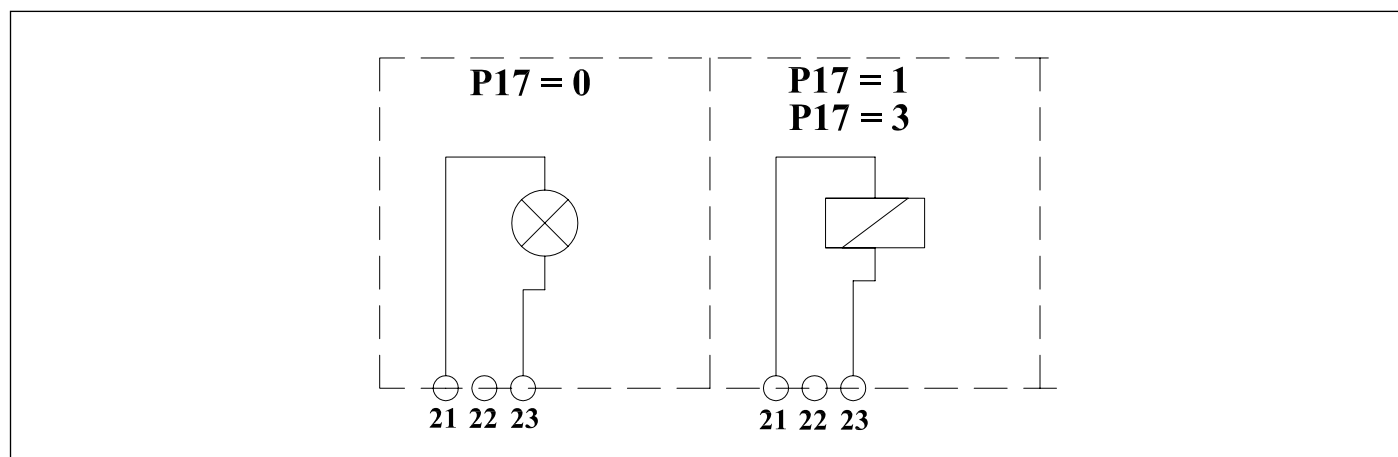 P17 = 0
P17 = 1
P17 = 3
21 22 23
21 22 23